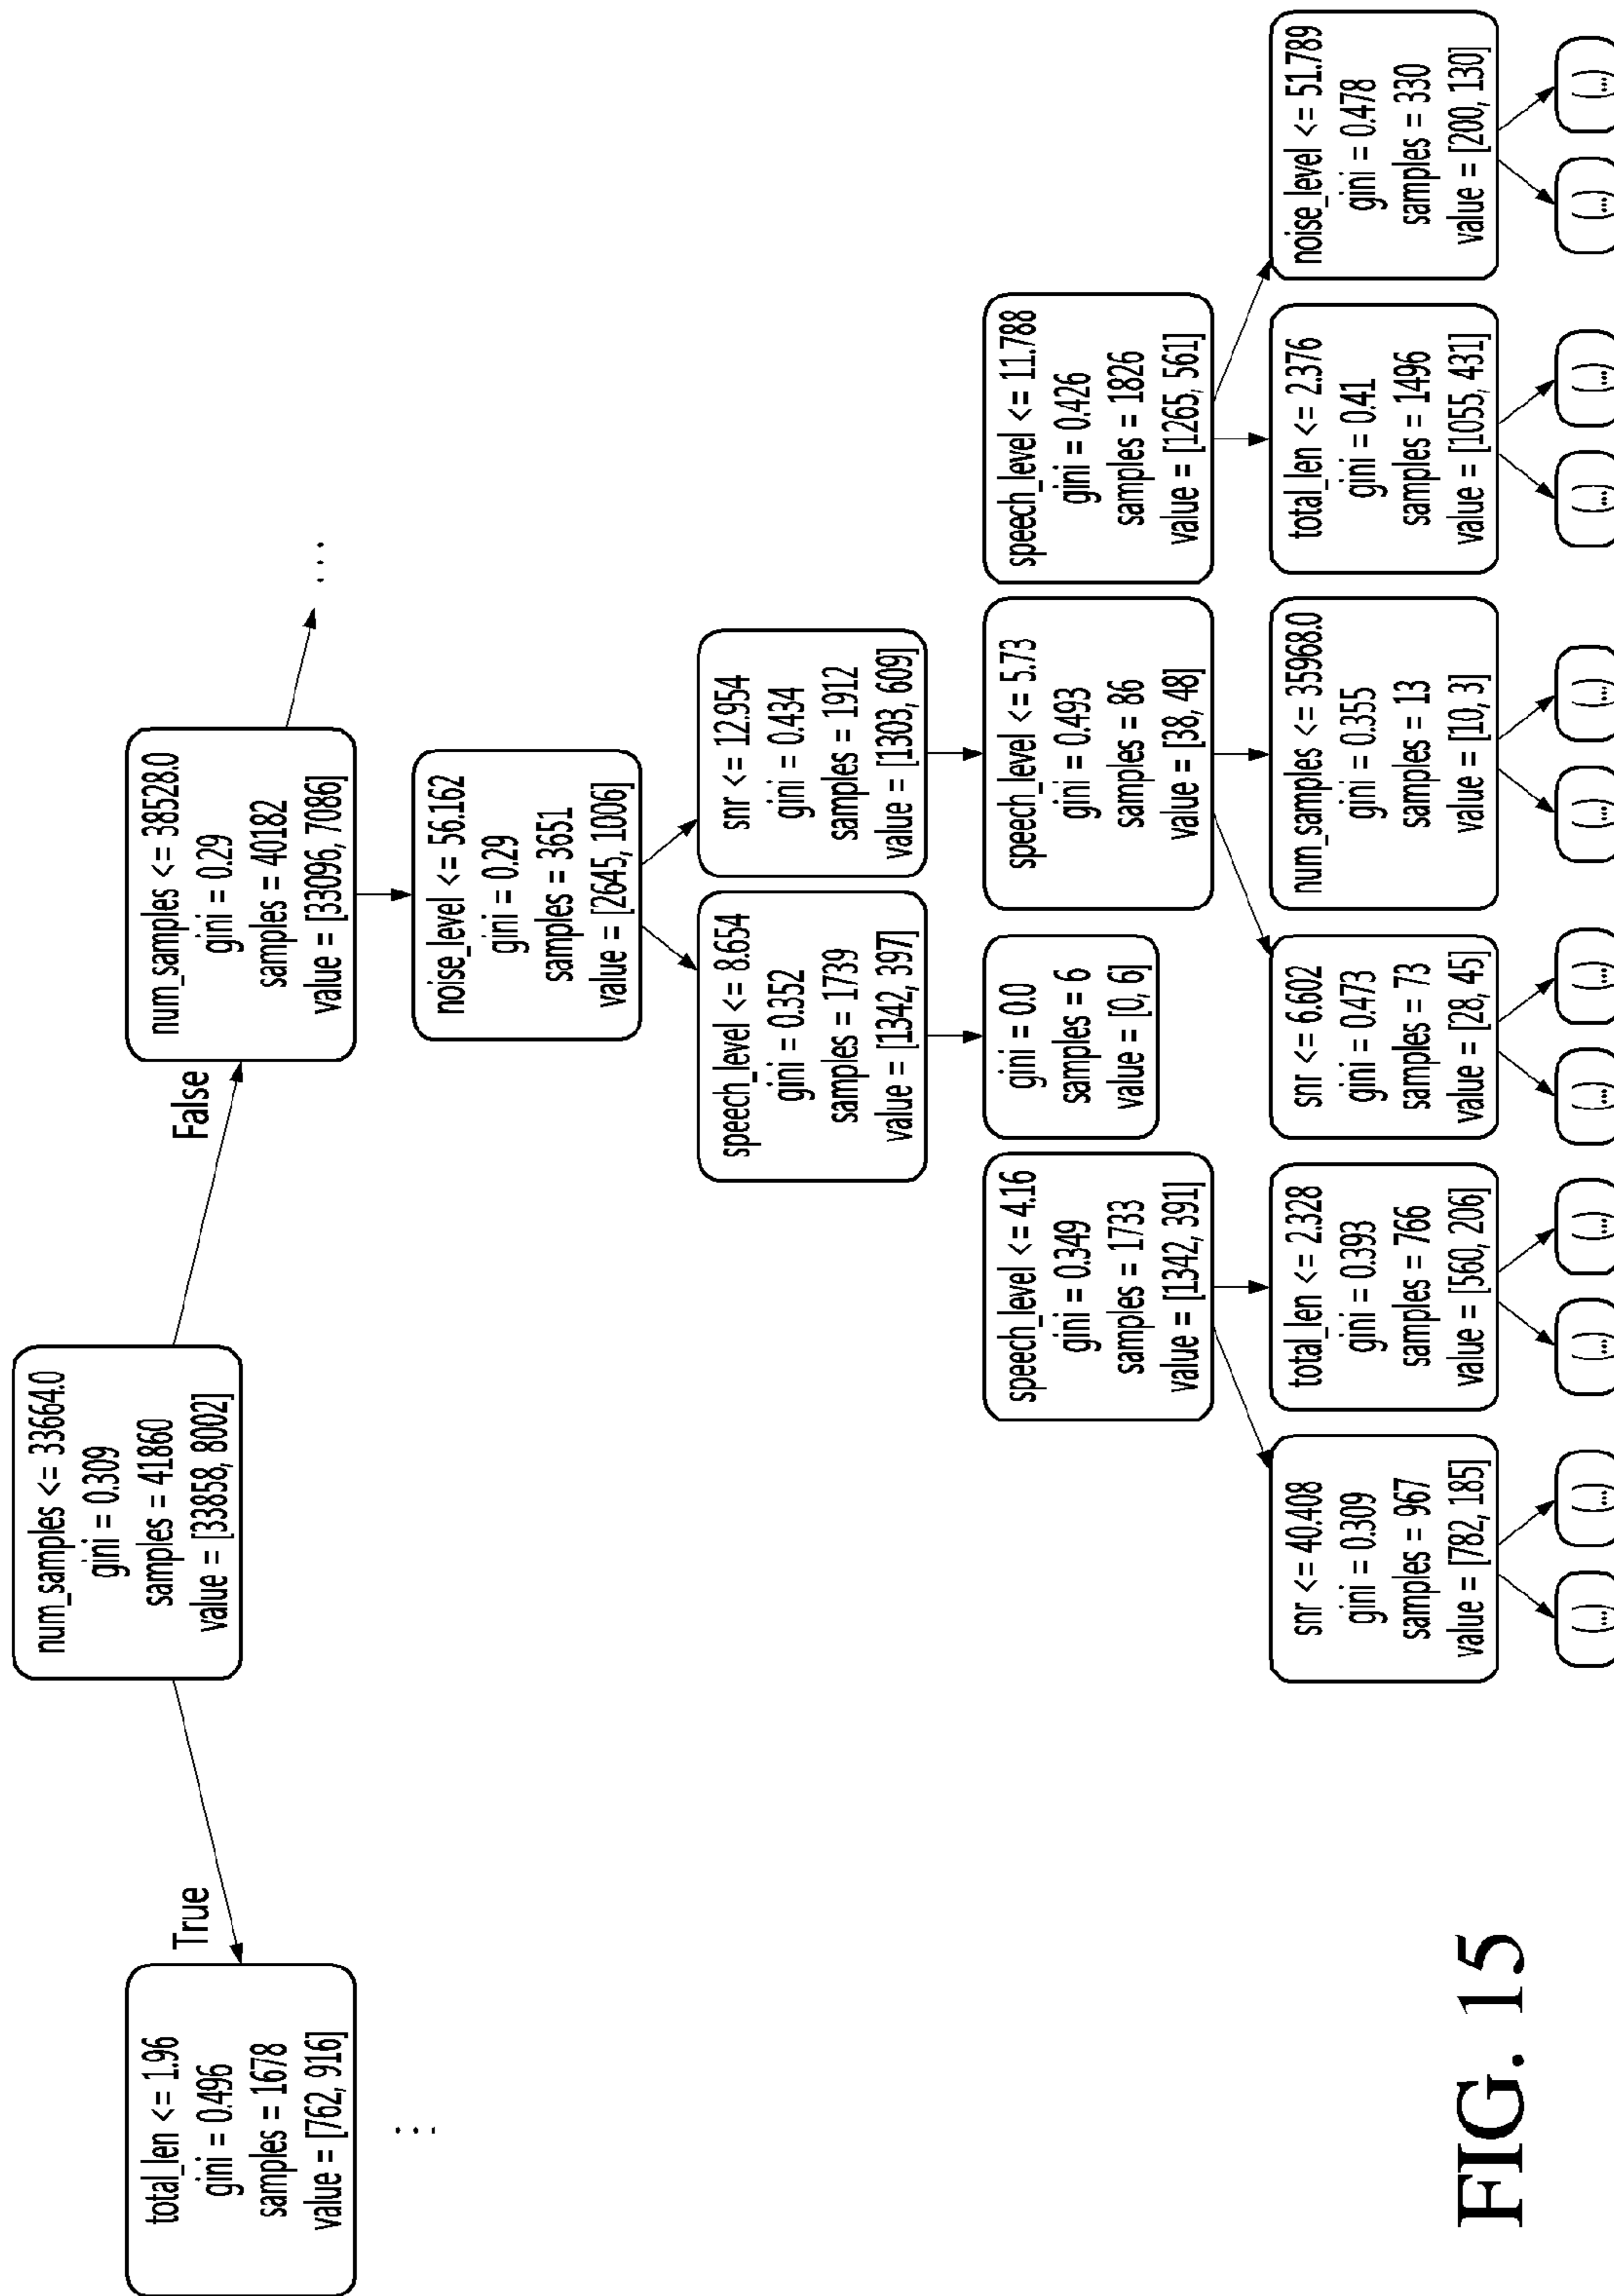 num_samples <= 33664.0
gini = 0.309
samples = 41860
value = [33858, 8002]
True
False
total_len <= 1.96
gini = 0.496
samples = 1678
value = [762, 916]
...
num_samples <= 38528.0
gini = 0.29
samples = 40182
value = [33096, 7086]
...
noise_level <= 56.162
gini = 0.29
samples = 3651
value = [2645, 1006]
speech_level <= 8.654
gini = 0.352
samples = 1739
value = [1342, 397]
snr <= 12.954
gini = 0.434
samples = 1912
value = [1303, 609]
speech_level <= 4.16
gini = 0.349
samples = 1733
value = [1342, 391]
gini = 0.0
samples = 6
value = [0, 6]
speech_level <= 5.73
gini = 0.493
samples = 86
value = [38, 48]
speech_level <= 11.788
gini = 0.426
samples = 1826
value = [1265, 561]
snr <= 40.408
gini = 0.309
samples = 967
value = [782, 185]
total_len <= 2.328
gini = 0.393
samples = 766
value = [560, 206]
snr <= 6.602
gini = 0.473
samples = 73
value = [28, 45]
num_samples <= 35968.0
gini = 0.355
samples = 13
value = [10, 3]
total_len <= 2.376
gini = 0.41
samples = 1496
value = [1055, 431]
noise_level <= 51.789
gini = 0.478
samples = 330
value = [200, 130]
(...)
(...)
(...)
(...)
(...)
(...)
(...)
(...)
(...)
(...)
(...)
(...)
FIG. 15